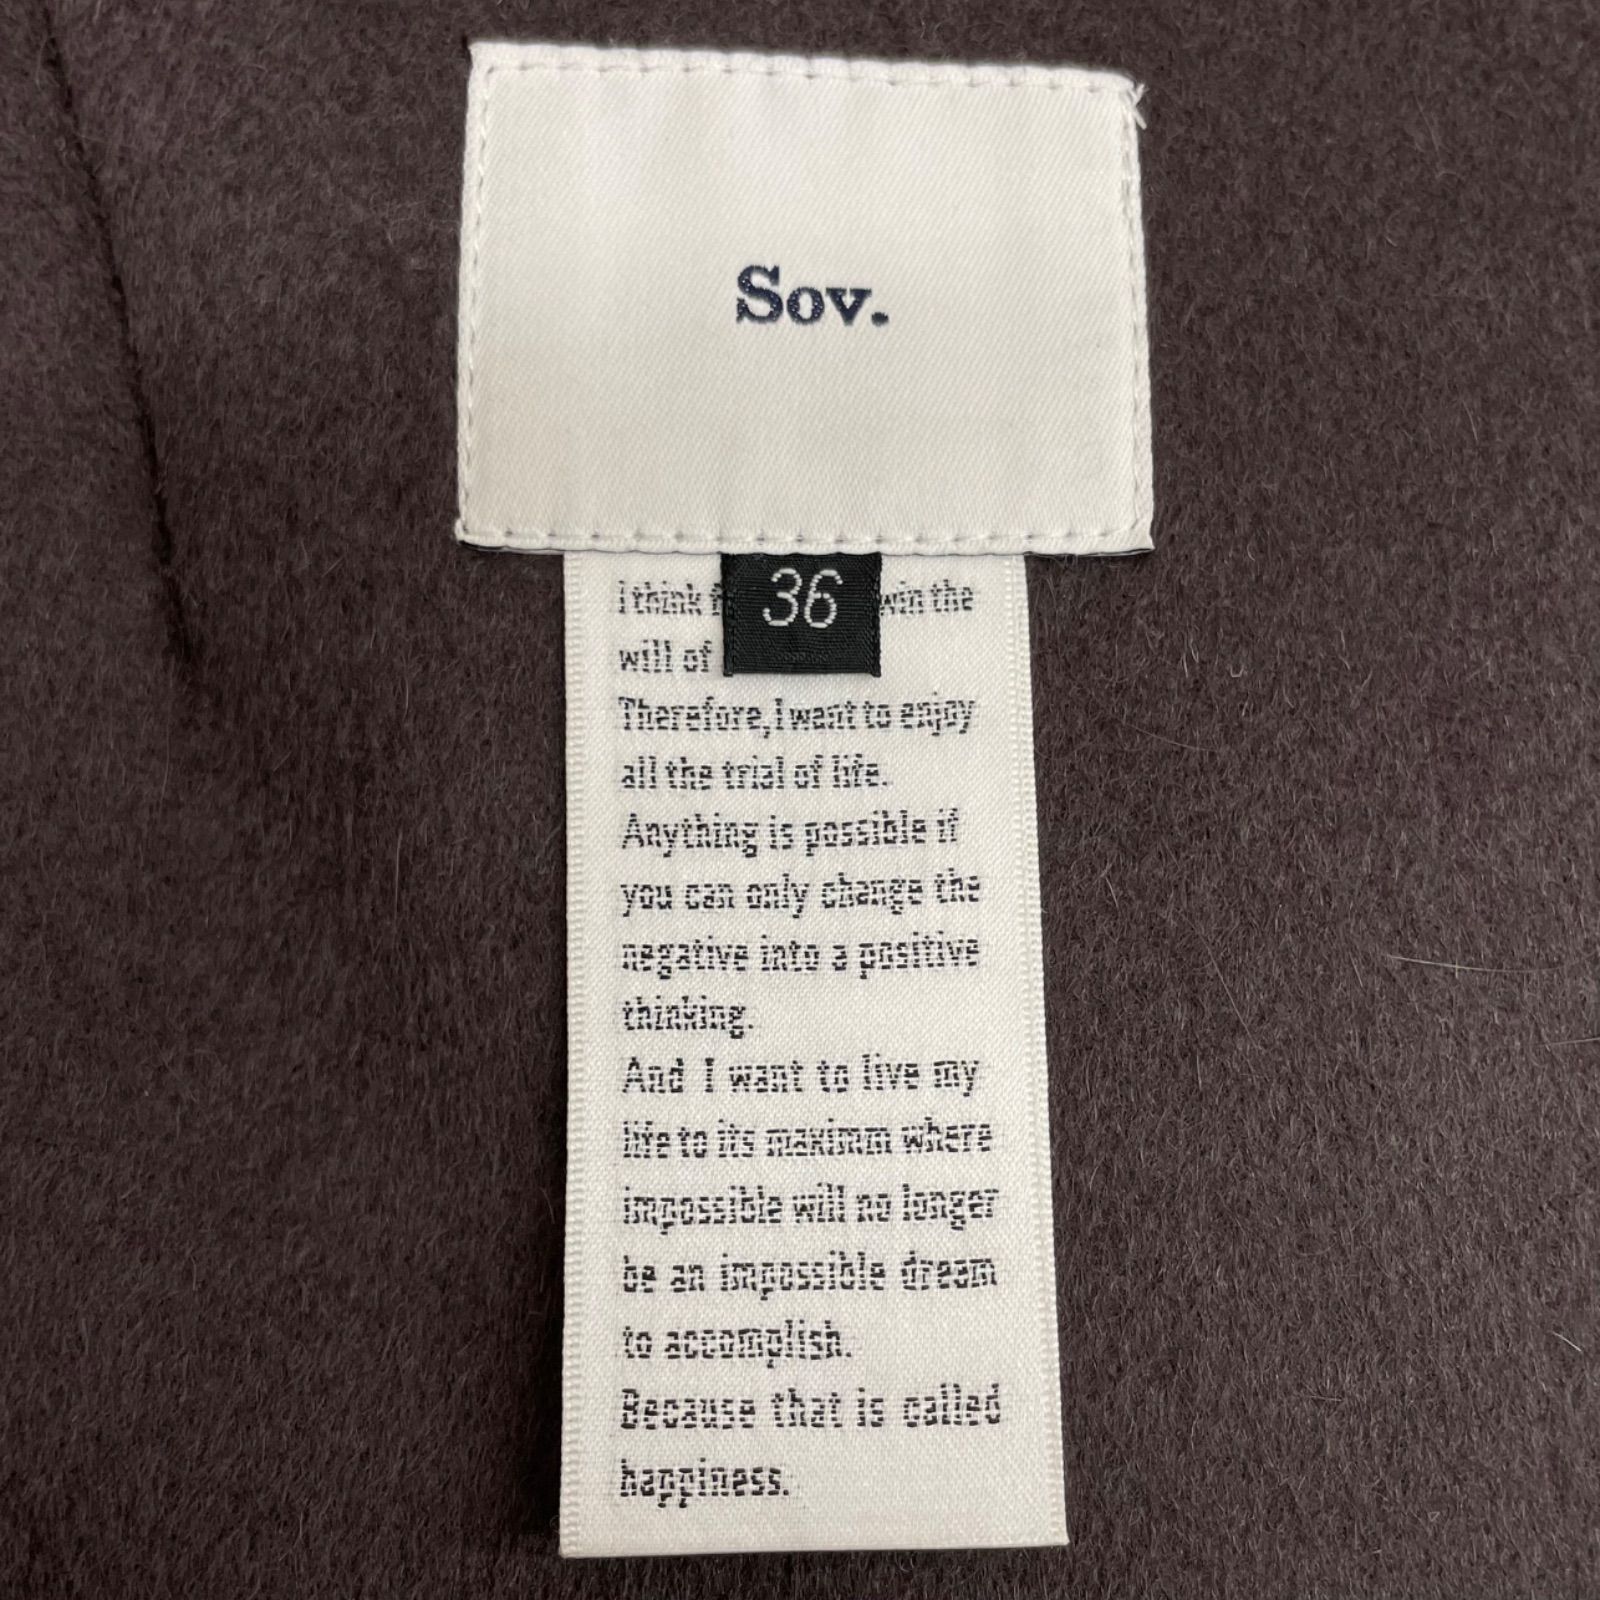 Sov.
36
I think win the
will of
Therefore, I want to enjoy
all the trial of life.
Anything is possible if
you can only change the
negative into a positive
thinking.
And I want to live my
life to its maximm where
impossible will no longer
be an impossible dream
to accomplish.
Because that is called
happiness.